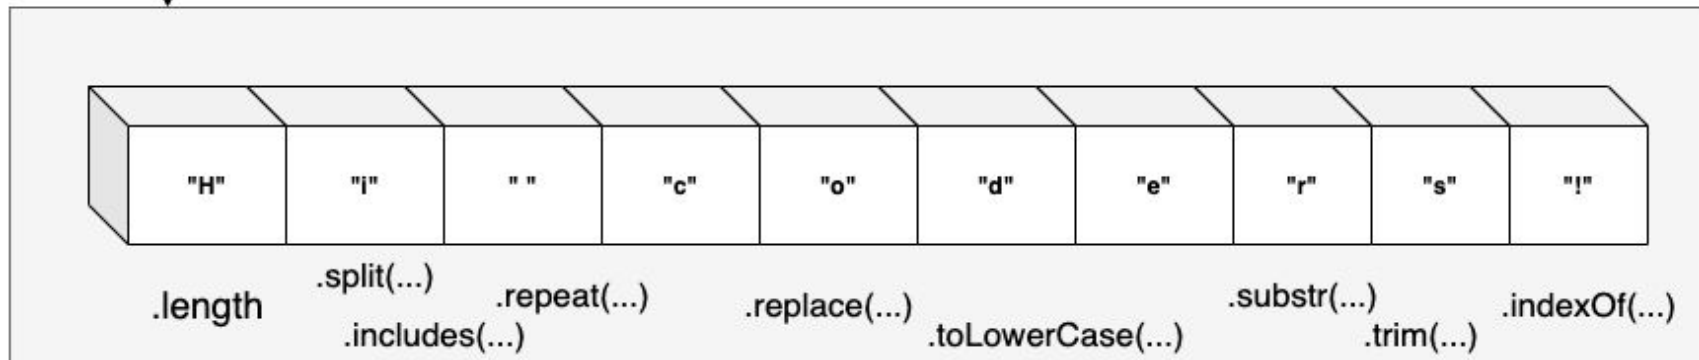 "H" "i" " " "c" "o" "d" "e" "r" "s" "!"
.split(...)
.length .repeat(...) .replace(...) .substr(...) .indexOf(...)
.includes(...) .toLowerCase(...) .trim(...)